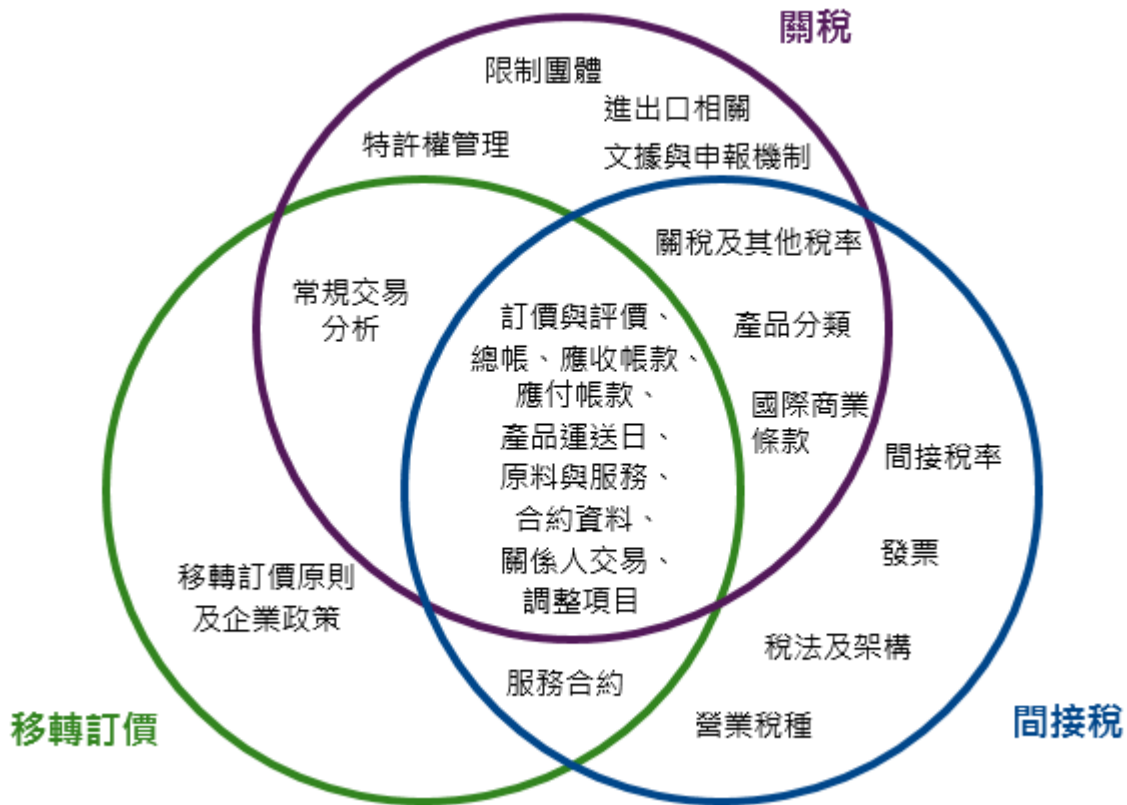 關稅
限制團體
進出口相關
特許權管理
文據與申報機制
關稅及其他稅率
常規交易
分析
訂價與評價、
總帳、應收帳款、
應付帳款、
產品運送日、
原料與服務、
合約資料、
關係人交易、
調整項目
產品分類
國際商業
條款
間接稅率
發票
移轉訂價原則
及企業政策
稅法及架構
服務合約
營業稅種
移轉訂價
間接稅